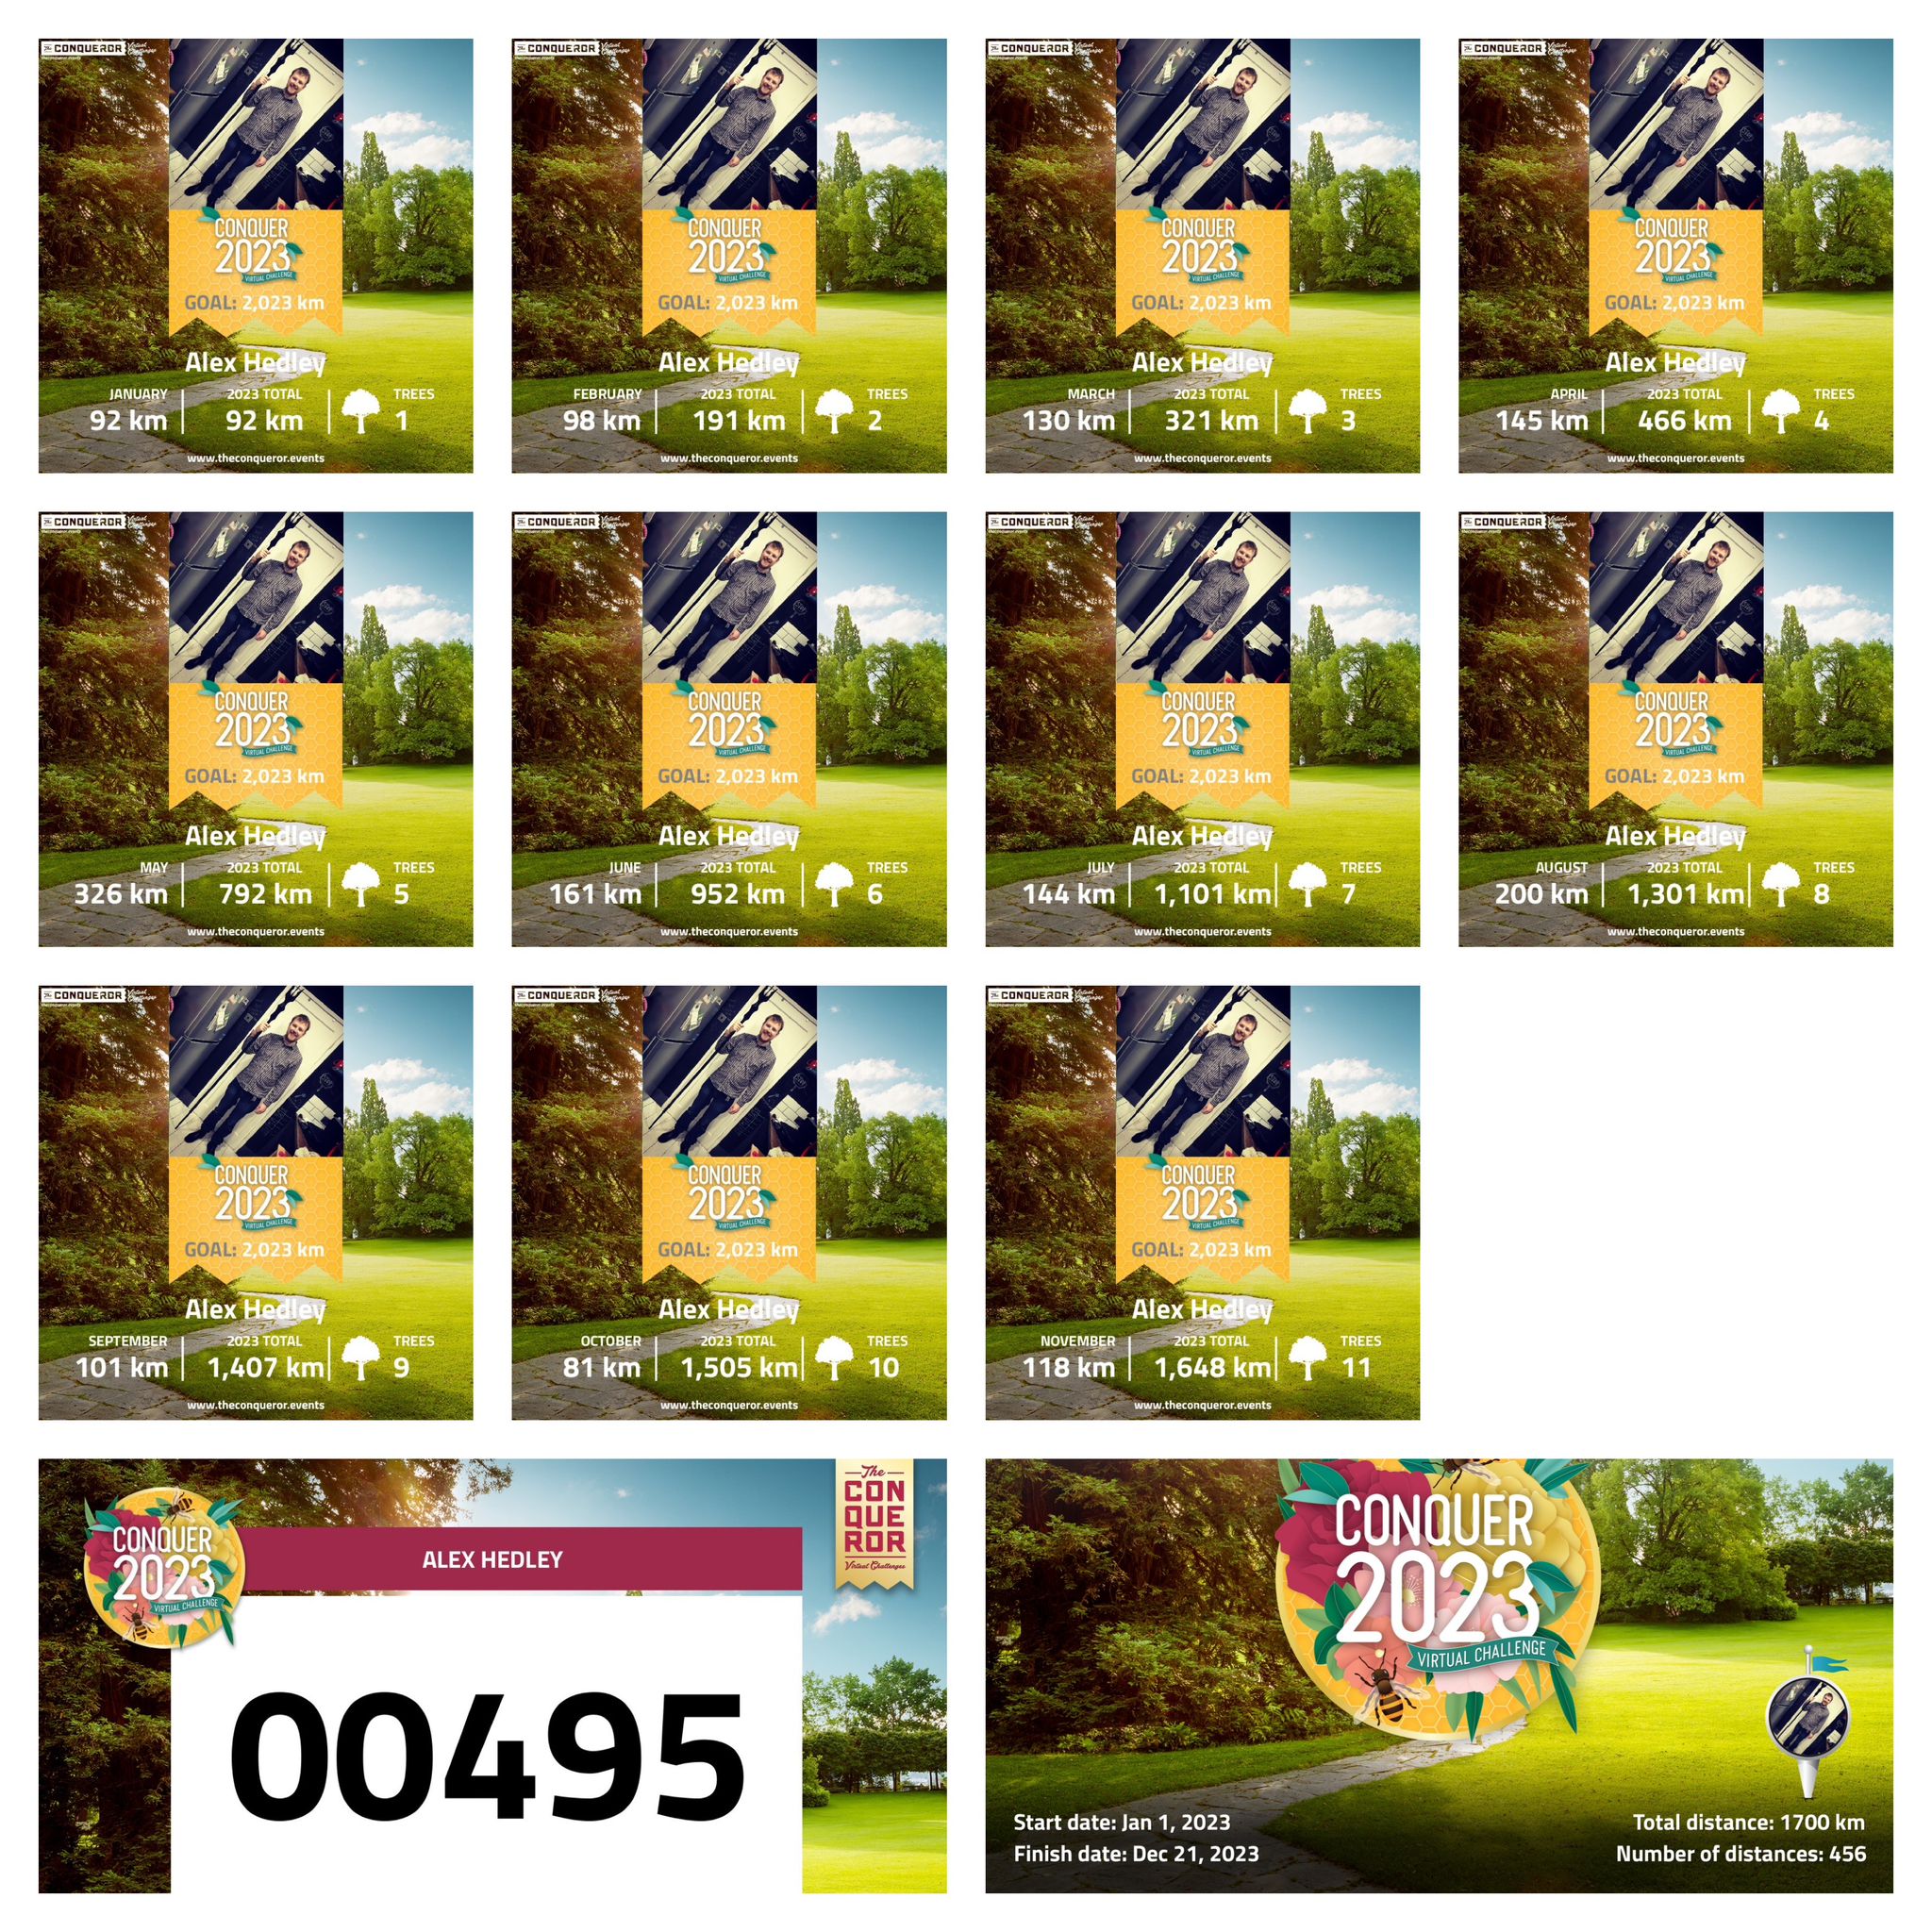 The CONQUEROR Virtual Challenges
CONQUER
2023
VIRTUAL CHALLENGE
GOAL: 2,023 km
Alex Hedley
JANUARY 2023 TOTAL TREES
92 km 92 km 1
www.theconqueror.events
The CONQUEROR Virtual Challenges
CONQUER
2023
VIRTUAL CHALLENGE
GOAL: 2,023 km
Alex Hedley
FEBRUARY 2023 TOTAL TREES
98 km 191 km 2
www.theconqueror.events
The CONQUEROR Virtual Challenges
CONQUER
2023
VIRTUAL CHALLENGE
GOAL: 2,023 km
Alex Hedley
MARCH 2023 TOTAL TREES
130 km 321 km 3
www.theconqueror.events
The CONQUEROR Virtual Challenges
CONQUER
2023
VIRTUAL CHALLENGE
GOAL: 2,023 km
Alex Hedley
APRIL 2023 TOTAL TREES
145 km 466 km 4
www.theconqueror.events
The CONQUEROR Virtual Challenges
CONQUER
2023
VIRTUAL CHALLENGE
GOAL: 2,023 km
Alex Hedley
MAY 2023 TOTAL TREES
326 km 792 km 5
www.theconqueror.events
The CONQUEROR Virtual Challenges
CONQUER
2023
VIRTUAL CHALLENGE
GOAL: 2,023 km
Alex Hedley
JUNE 2023 TOTAL TREES
161 km 952 km 6
www.theconqueror.events
The CONQUEROR Virtual Challenges
CONQUER
2023
VIRTUAL CHALLENGE
GOAL: 2,023 km
Alex Hedley
JULY 2023 TOTAL TREES
144 km 1,101 km 7
www.theconqueror.events
The CONQUEROR Virtual Challenges
CONQUER
2023
VIRTUAL CHALLENGE
GOAL: 2,023 km
Alex Hedley
AUGUST 2023 TOTAL TREES
200 km 1,301 km 8
www.theconqueror.events
The CONQUEROR Virtual Challenges
CONQUER
2023
VIRTUAL CHALLENGE
GOAL: 2,023 km
Alex Hedley
SEPTEMBER 2023 TOTAL TREES
101 km 1,407 km 9
www.theconqueror.events
The CONQUEROR Virtual Challenges
CONQUER
2023
VIRTUAL CHALLENGE
GOAL: 2,023 km
Alex Hedley
OCTOBER 2023 TOTAL TREES
81 km 1,505 km 10
www.theconqueror.events
The CONQUEROR Virtual Challenges
CONQUER
2023
VIRTUAL CHALLENGE
GOAL: 2,023 km
Alex Hedley
NOVEMBER 2023 TOTAL TREES
118 km 1,648 km 11
www.theconqueror.events
CONQUER
2023
VIRTUAL CHALLENGE
ALEX HEDLEY
The
CON
QUE
ROR
Virtual Challenges
00495
CONQUER
2023
VIRTUAL CHALLENGE
Start date: Jan 1, 2023
Finish date: Dec 21, 2023
Total distance: 1700 km
Number of distances: 456